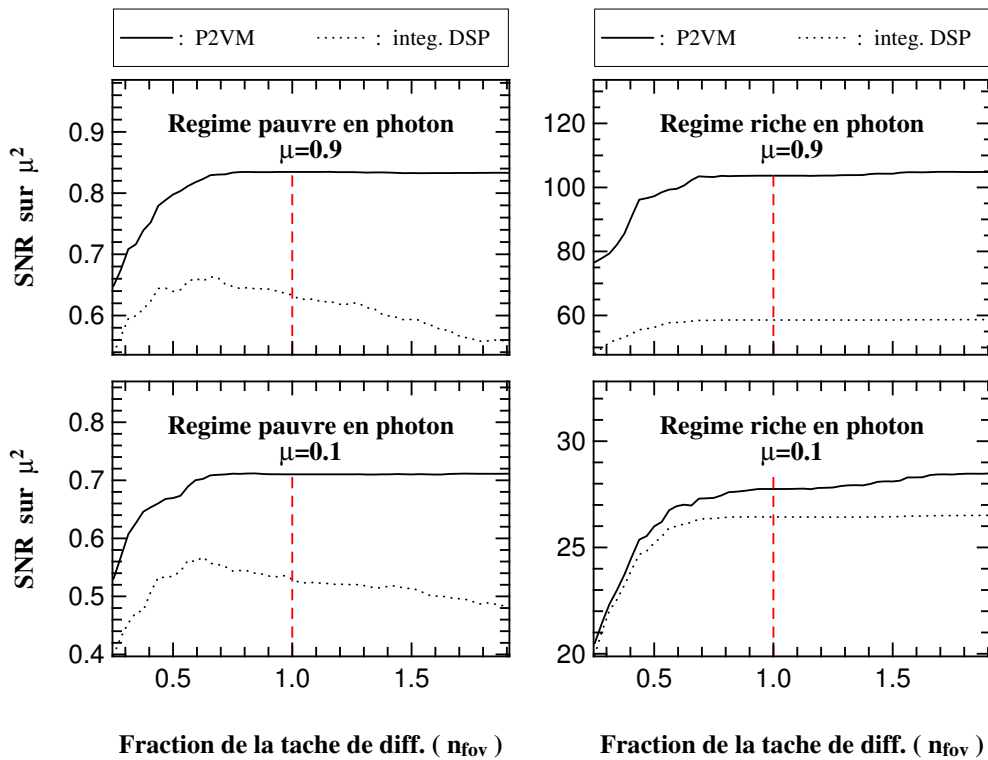 : P2VM : integ. DSP
: P2VM : integ. DSP
SNR sur μ²
Regime pauvre en photon
μ=0.9
0.9
0.8
0.7
0.6
Regime riche en photon
μ=0.9
120
100
80
60
SNR sur μ²
Regime pauvre en photon
μ=0.1
0.8
0.7
0.6
0.5
0.4
Regime riche en photon
μ=0.1
30
25
20
0.5 1.0 1.5
0.5 1.0 1.5
Fraction de la tache de diff. ( n_fov )
Fraction de la tache de diff. ( n_fov )